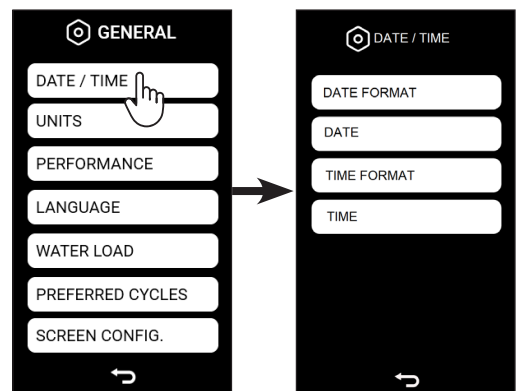 GENERAL
DATE / TIME
UNITS
PERFORMANCE
LANGUAGE
WATER LOAD
PREFERRED CYCLES
SCREEN CONFIG.
DATE / TIME
DATE FORMAT
DATE
TIME FORMAT
TIME